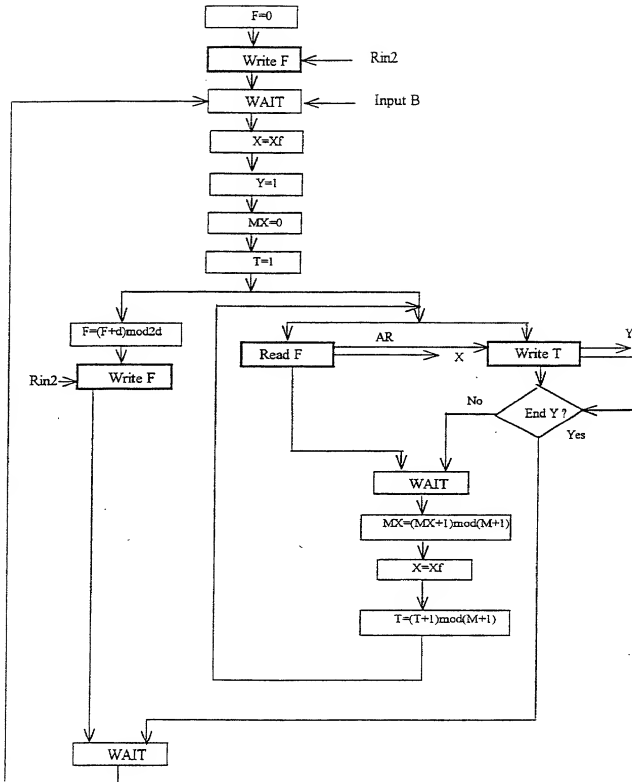 F=0
Write F
Rin2
WAIT
Input B
X=Xf
Y=1
MX=0
T=1
F=(F+d)mod2d
Write F
Rin2
Read F
AR
X
Write T
Y
End Y ?
No
Yes
WAIT
MX=(MX+1)mod(M+1)
X=Xf
T=(T+1)mod(M+1)
WAIT